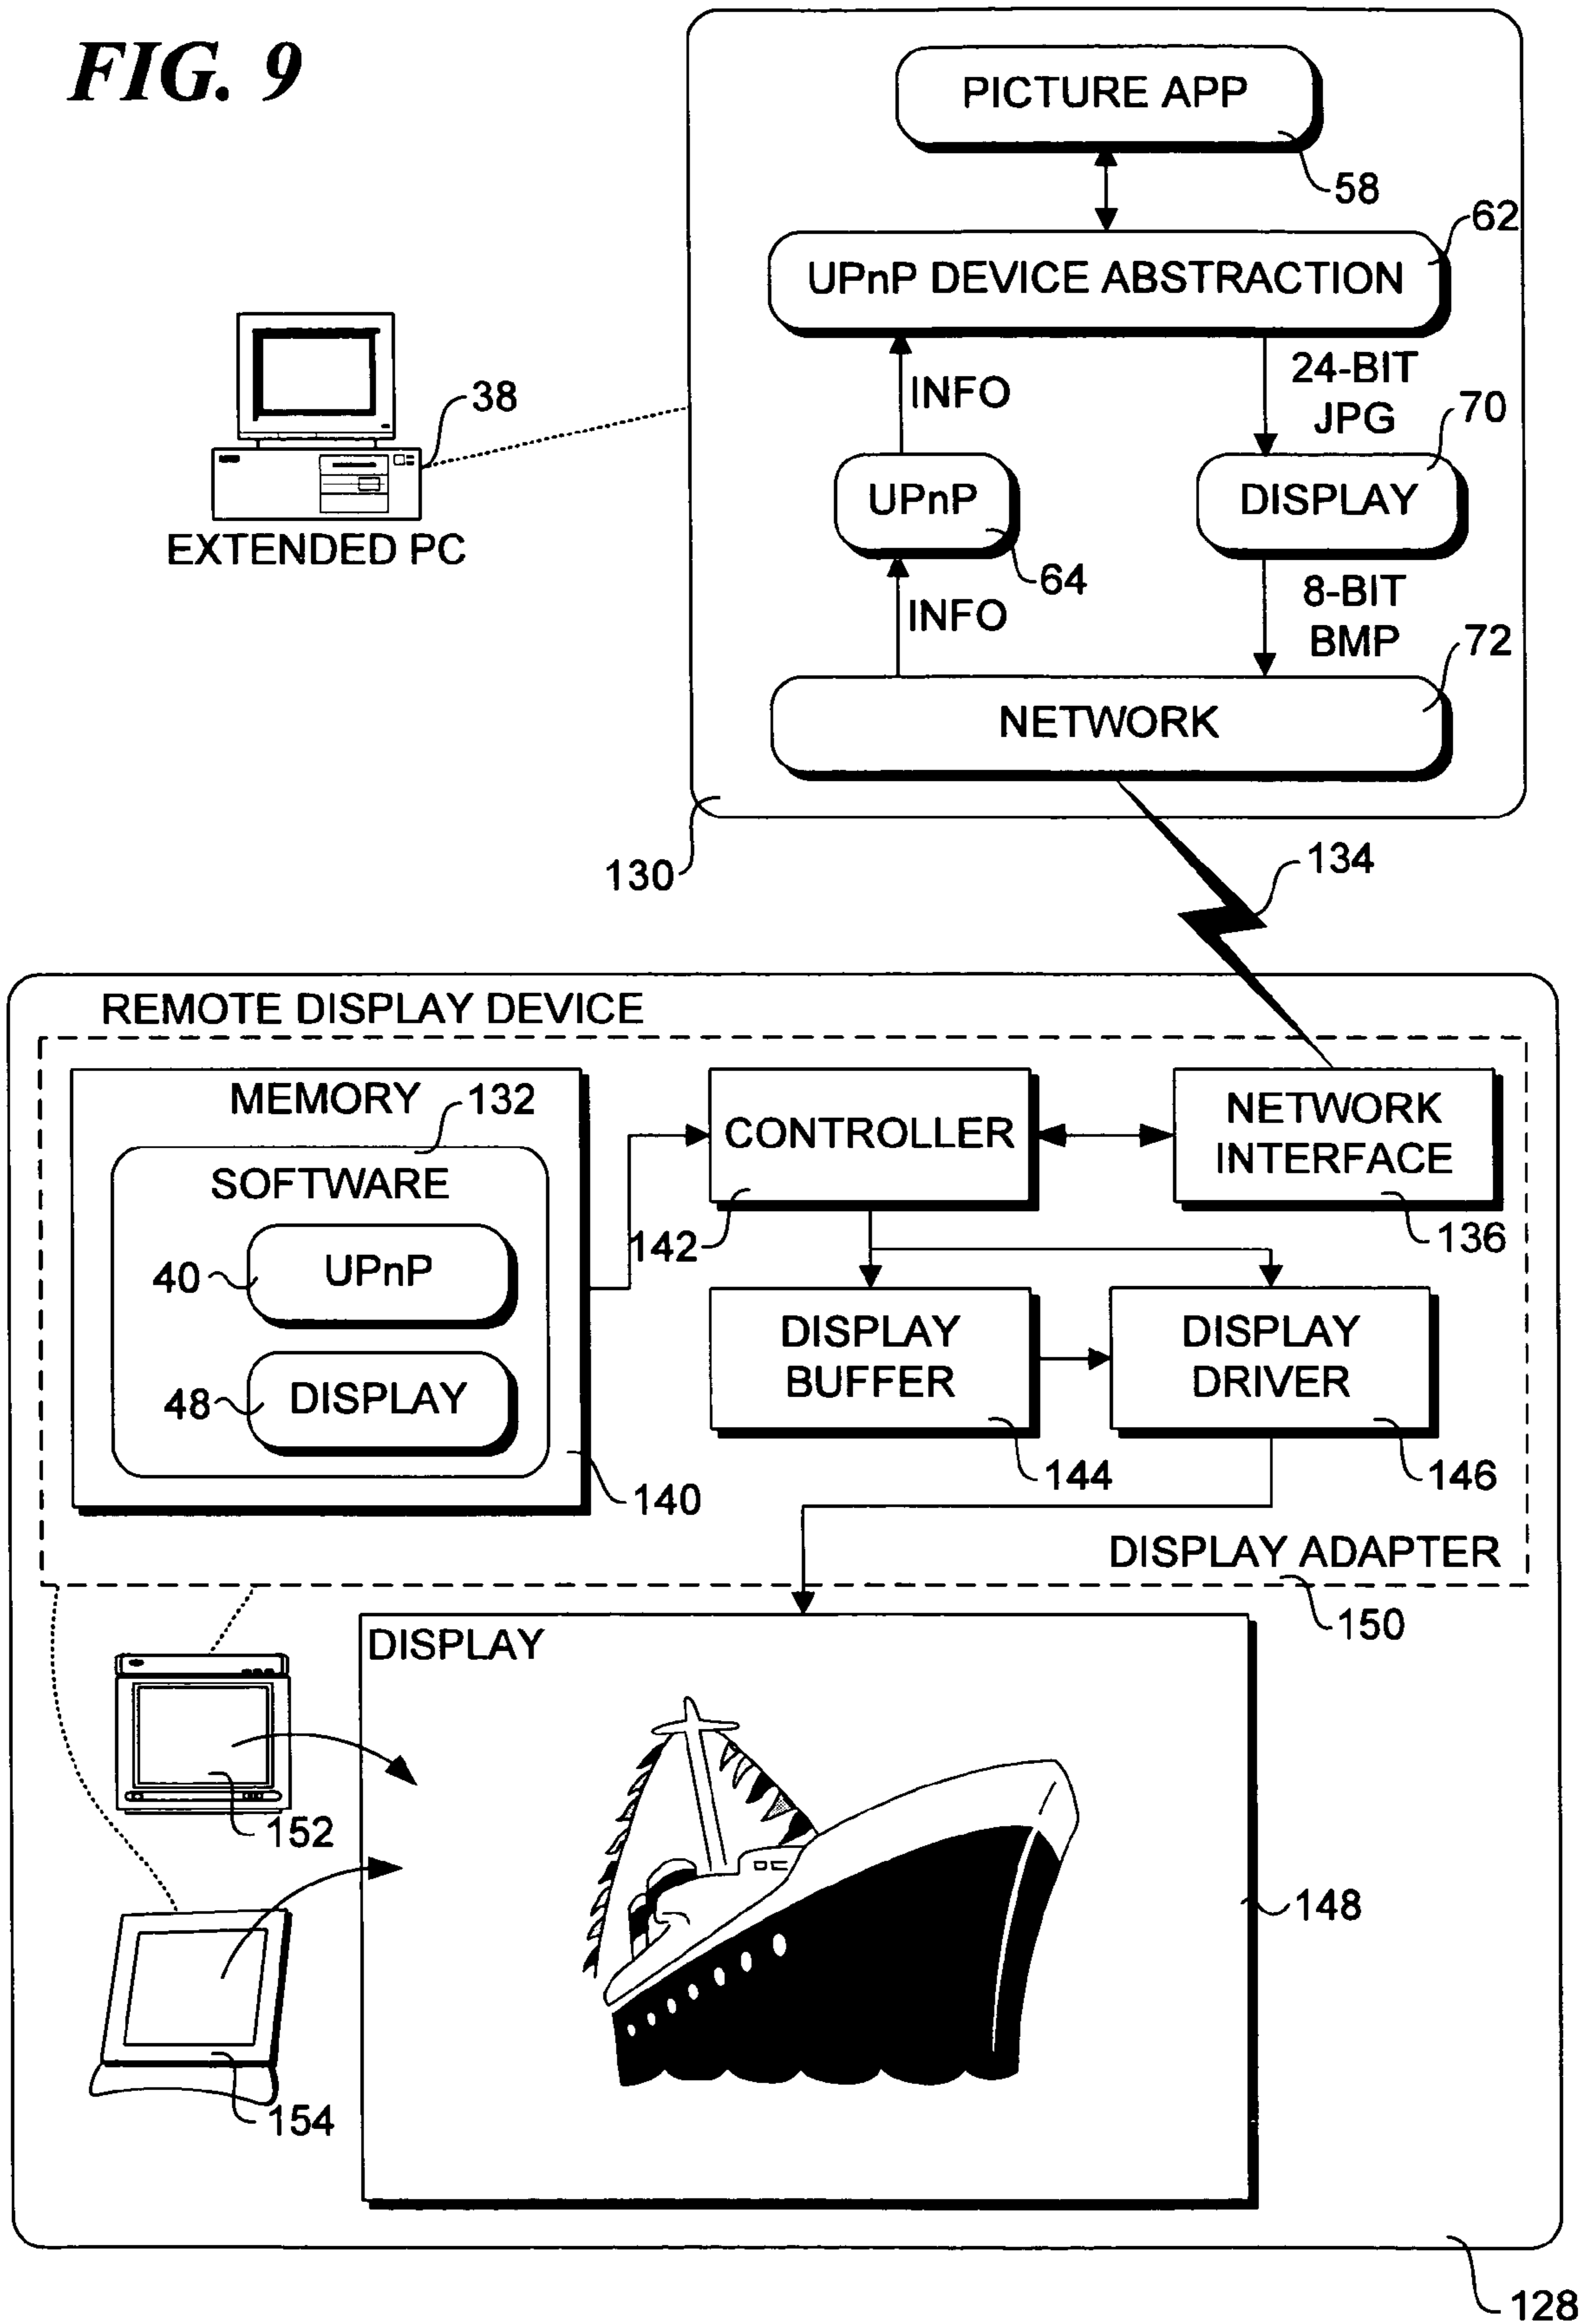 FIG. 9
PICTURE APP
58
62
UPnP DEVICE ABSTRACTION
INFO
24-BIT
JPG
38
70
UPnP
DISPLAY
EXTENDED PC
64
INFO
8-BIT
BMP
72
NETWORK
130
134
REMOTE DISPLAY DEVICE
MEMORY
132
CONTROLLER
NETWORK
INTERFACE
SOFTWARE
142
136
40
UPnP
DISPLAY
BUFFER
DISPLAY
DRIVER
48
DISPLAY
144
146
140
DISPLAY ADAPTER
150
DISPLAY
152
148
154
128